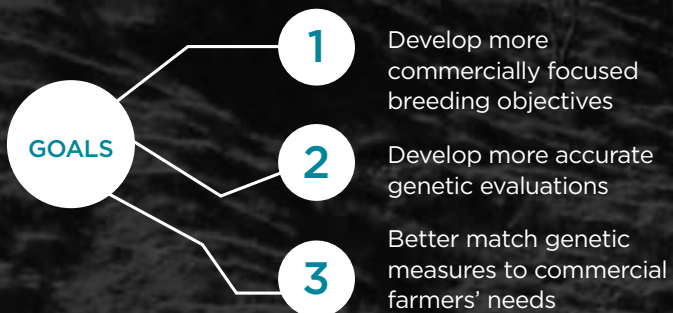 GOALS
1
Develop more
commercially focused
breeding objectives
2
Develop more accurate
genetic evaluations
3
Better match genetic
measures to commercial
farmers’ needs